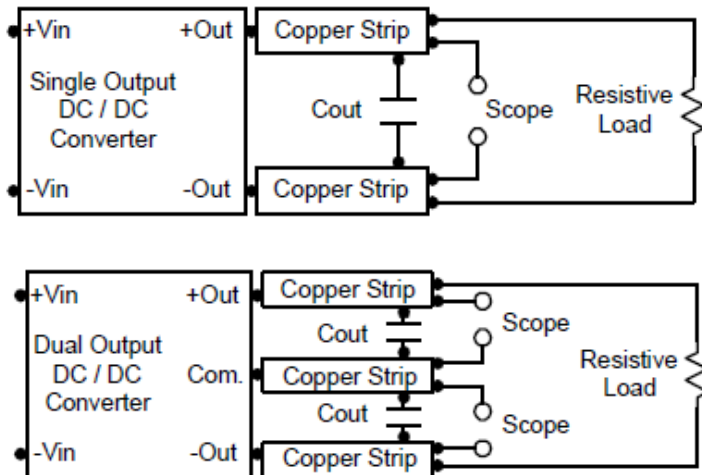 +Vin
+Out
Copper Strip
Single Output
DC / DC
Converter
Cout
Scope
Resistive
Load
-Vin
-Out
Copper Strip
+Vin
+Out
Copper Strip
Cout
Scope
Dual Output
DC / DC
Converter
Com.
Copper Strip
Resistive
Load
Cout
Scope
-Vin
-Out
Copper Strip